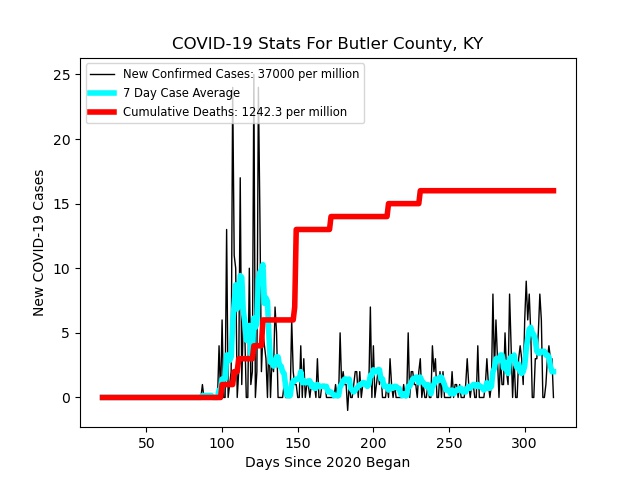 COVID-19 Stats For Butler County, KY
New Confirmed Cases: 37000 per million
7 Day Case Average
Cumulative Deaths: 1242.3 per million
25
20
15
10
5
0
New COVID-19 Cases
50 100 150 200 250 300
Days Since 2020 Began